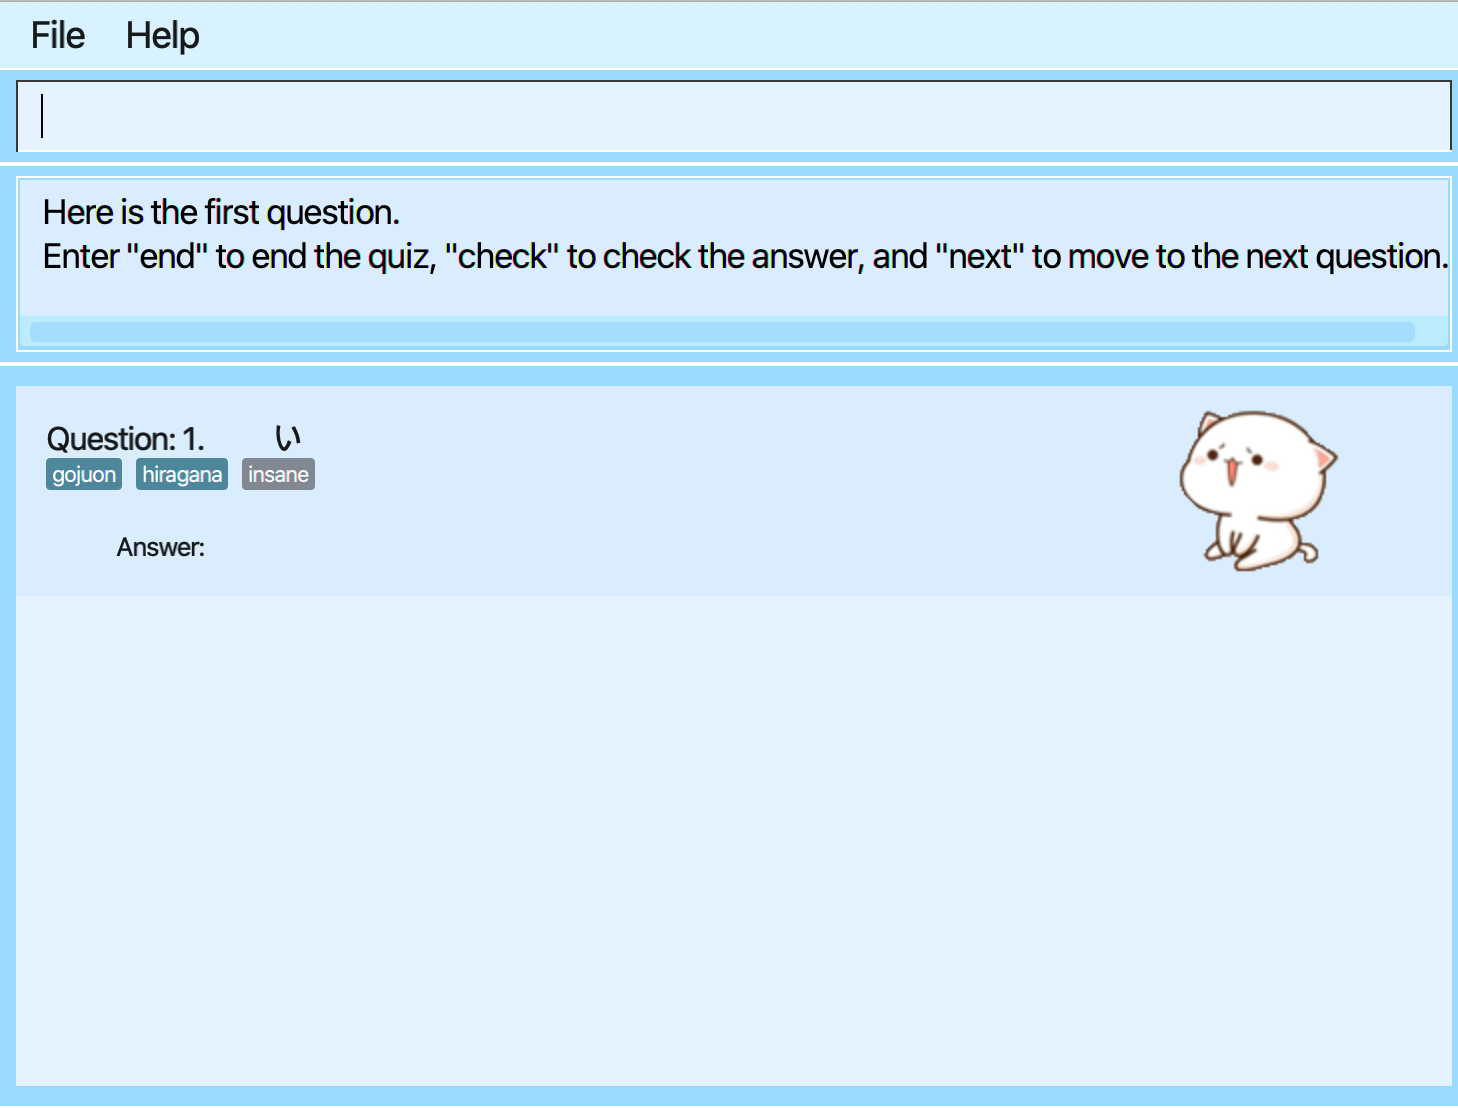 File Help
Here is the first question.
Enter "end" to end the quiz, "check" to check the answer, and "next" to move to the next question.
Question: 1. い
gojuon hiragana insane
Answer: